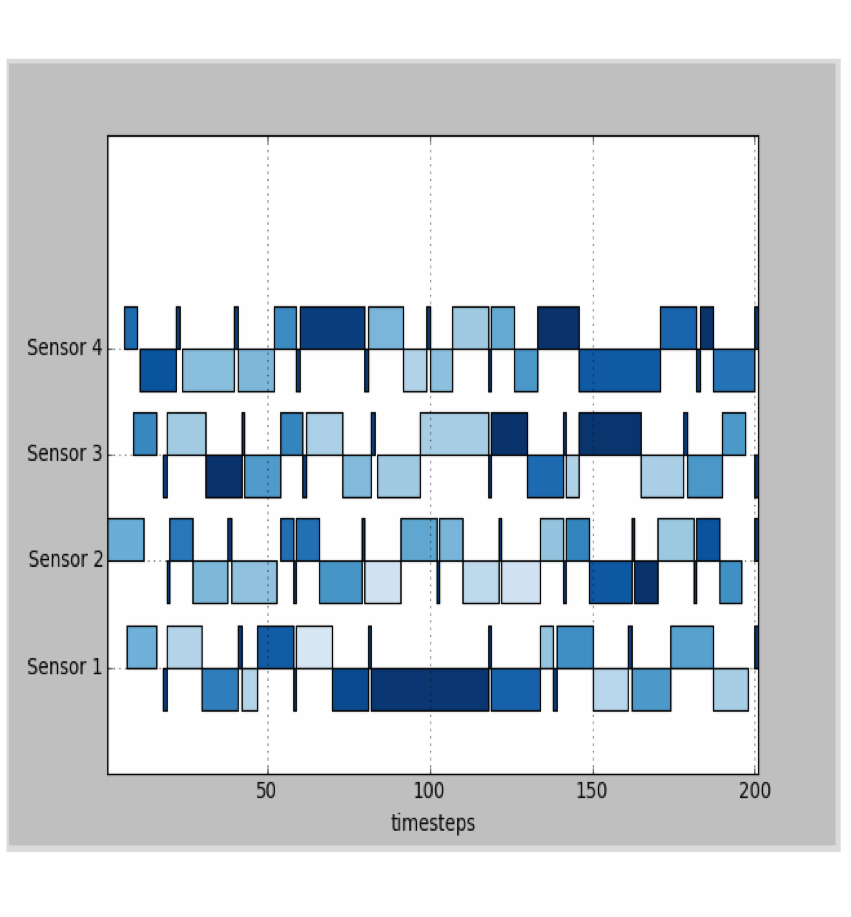 Sensor 4
Sensor 3
Sensor 2
Sensor 1
50 100 150 200
timesteps